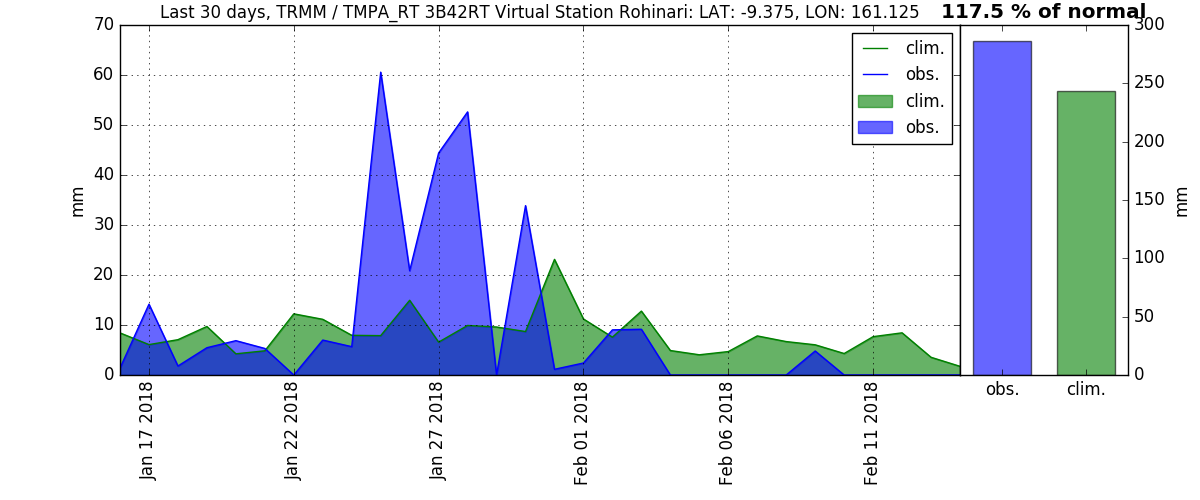 Last 30 days, TRMM / TMPA_RT 3B42RT Virtual Station Rohinari: LAT: -9.375, LON: 161.125
117.5 % of normal
70
60
50
40
30
20
10
0
mm
clim.
obs.
clim.
obs.
Jan 17 2018
Jan 22 2018
Jan 27 2018
Feb 01 2018
Feb 06 2018
Feb 11 2018
300
250
200
150
100
50
0
mm
obs.
clim.